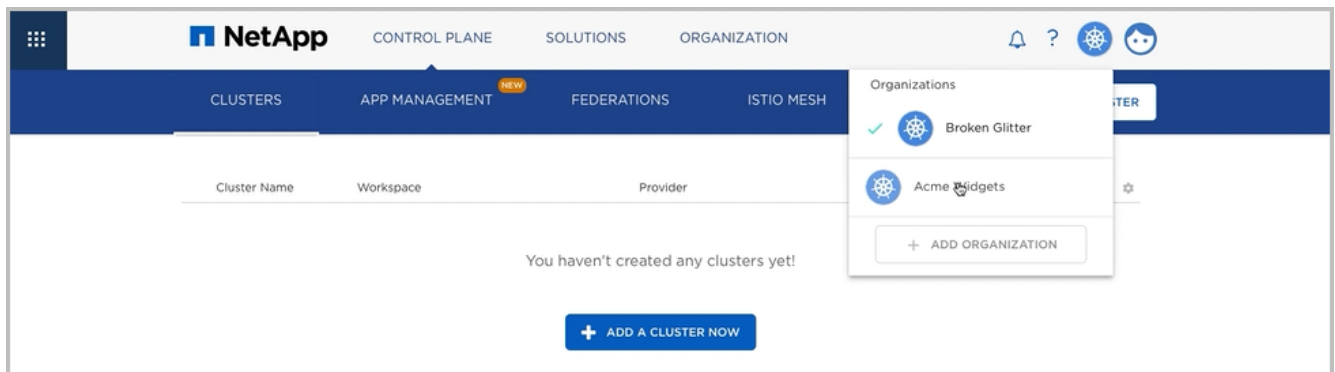 NetApp CONTROL PLANE SOLUTIONS ORGANIZATION ?
CLUSTERS APP MANAGEMENT NEW FEDERATIONS ISTIO MESH
Organizations
Broken Glitter
Acme Widgets
+ ADD ORGANIZATION
Cluster Name Workspace Provider
You haven't created any clusters yet!
+ ADD A CLUSTER NOW